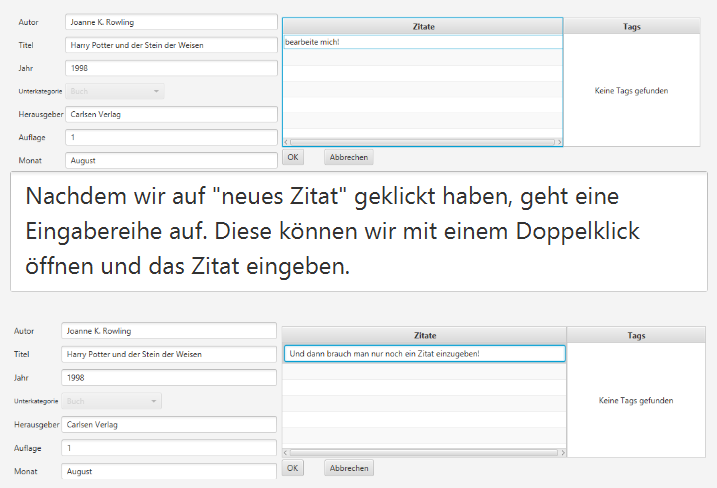 Autor Joanne K. Rowling Zitate Tags
Titel Harry Potter und der Stein der Weisen bearbeite mich!
Jahr 1998
Unterkategorie Buch Keine Tags gefunden
Herausgeber Carlsen Verlag
Auflage 1
Monat August OK Abbrechen
Nachdem wir auf "neues Zitat" geklickt haben, geht eine
Eingabereihe auf. Diese können wir mit einem Doppelklick
öffnen und das Zitat eingeben.
Autor Joanne K. Rowling Zitate Tags
Titel Harry Potter und der Stein der Weisen Und dann brauch man nur noch ein Zitat einzugeben!
Jahr 1998
Unterkategorie Buch Keine Tags gefunden
Herausgeber Carlsen Verlag
Auflage 1
Monat August OK Abbrechen